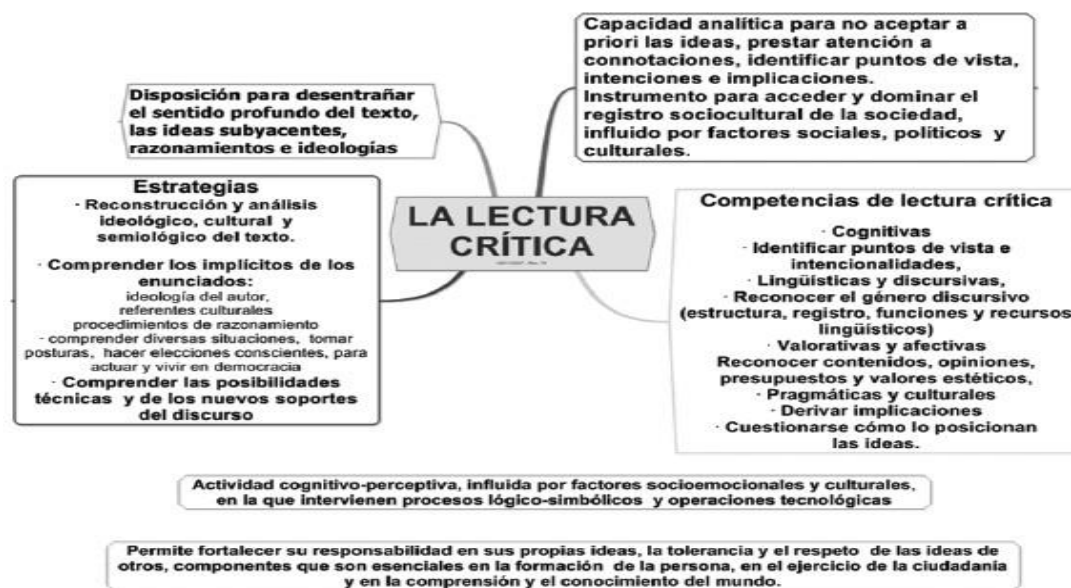 Capacidad analítica para no aceptar a
priori las ideas, prestar atención a
connotaciones, identificar puntos de vista,
intenciones e implicaciones.
Instrumento para acceder y dominar el
registro sociocultural de la sociedad,
influido por factores sociales, políticos y
culturales.
Disposición para desentrañar
el sentido profundo del texto,
las ideas subyacentes,
razonamientos e ideologías
LA LECTURA
CRÍTICA
Estrategias
· Reconstrucción y análisis
ideológico, cultural y
semiológico del texto.
· Comprender los implícitos de los
enunciados:
ideología del autor,
referentes culturales
procedimientos de razonamiento
· comprender diversas situaciones, tomar
posturas, hacer elecciones conscientes, para
actuar y vivir en democracia
· Comprender las posibilidades
técnicas y de los nuevos soportes
del discurso
Competencias de lectura crítica
· Cognitivas
· Identificar puntos de vista e
intencionalidades,
· Lingüísticas y discursivas,
· Reconocer el género discursivo
(estructura, registro, funciones y recursos
lingüísticos)
· Valorativas y afectivas
Reconocer contenidos, opiniones,
presupuestos y valores estéticos,
· Pragmáticas y culturales
· Derivar implicaciones
· Cuestionarse cómo lo posicionan
las ideas.
Actividad cognitivo-perceptiva, influida por factores socioemocionales y culturales,
en la que intervienen procesos lógico-simbólicos y operaciones tecnológicas
Permite fortalecer su responsabilidad en sus propias ideas, la tolerancia y el respeto de las ideas de
otros, componentes que son esenciales en la formación de la persona, en el ejercicio de la ciudadanía
y en la comprensión y el conocimiento del mundo.